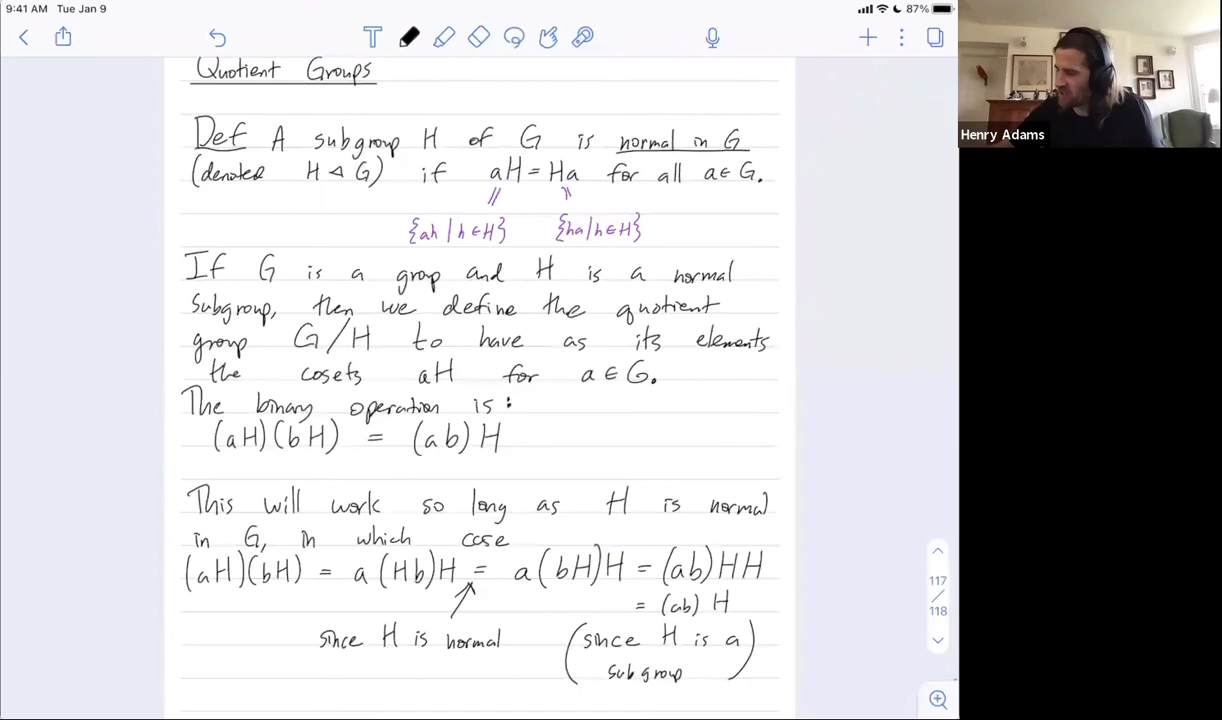 9:41 AM Tue Jan 9
87%
T
Quotient Groups
Def A subgroup H of G is normal in G
(denoted H ⊲ G) if aH = Ha for all a ∈ G.
{ah | h ∈ H} {ha | h ∈ H}
If G is a group and H is a normal
subgroup, then we define the quotient
group G/H to have as its elements
the cosets aH for a ∈ G.
The binary operation is:
(aH)(bH) = (ab)H
This will work so long as H is normal
in G, in which case
(aH)(bH) = a(Hb)H = a(bH)H = (ab)HH
= (ab) H
since H is normal (since H is a
subgroup)
117
/
118
Henry Adams